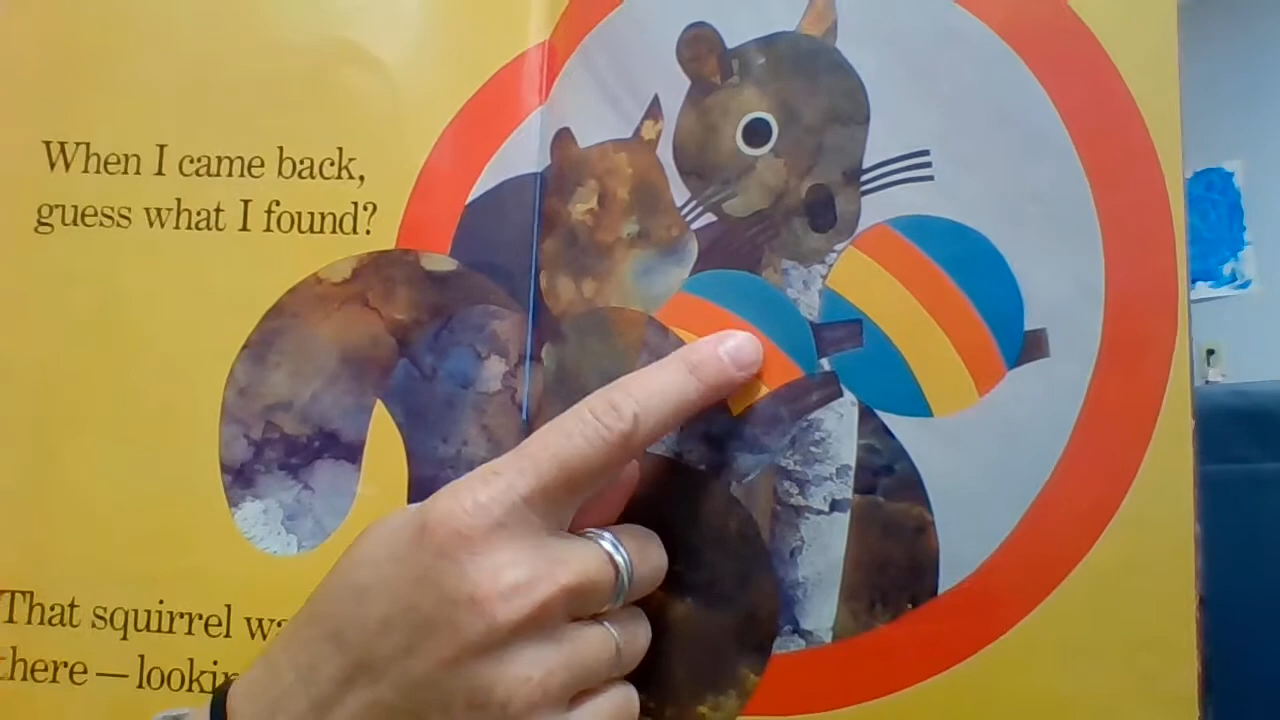 When I came back,
guess what I found?
That squirrel
there —